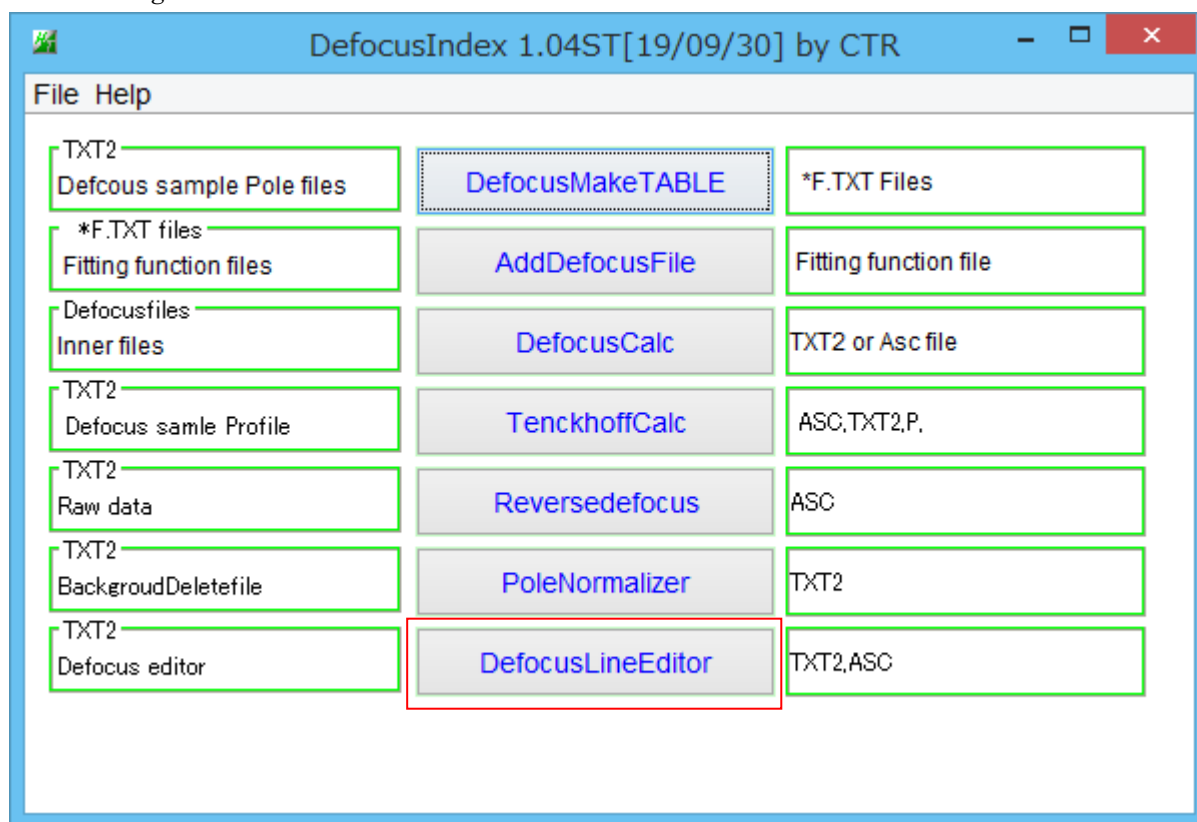 DefocusIndex 1.04ST[19/09/30] by CTR
File Help
TXT2
Defcous sample Pole files
DefocusMakeTABLE
*F.TXT Files
*F.TXT files
Fitting function files
AddDefocusFile
Fitting function file
Defocusfiles
Inner files
DefocusCalc
TXT2 or Asc file
TXT2
Defocus samle Profile
TenckhoffCalc
ASC,TXT2,P,
TXT2
Raw data
Reversedefocus
ASC
TXT2
BackgroudDeletefile
PoleNormalizer
TXT2
TXT2
Defocus editor
DefocusLineEditor
TXT2,ASC